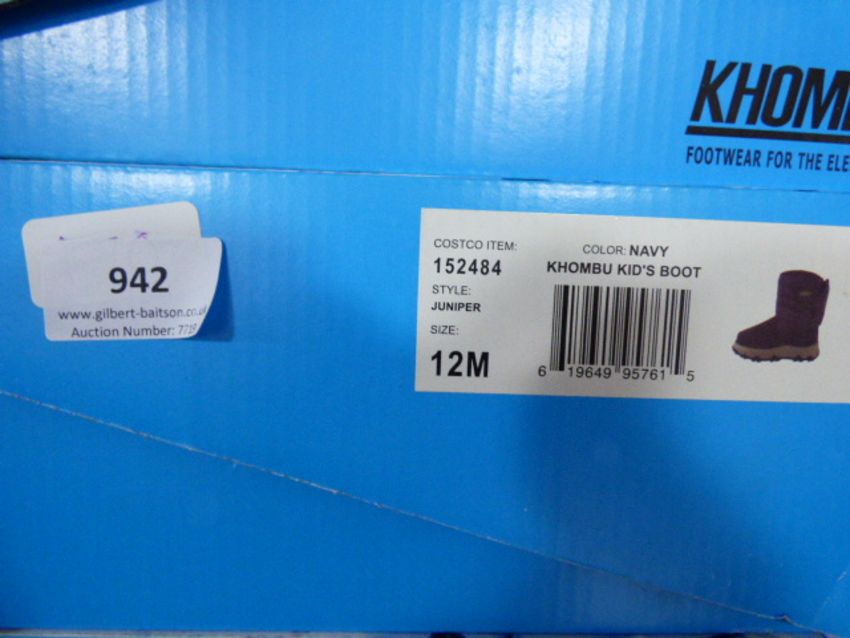 KHOM
FOOTWEAR FOR THE ELE
942
www.gilbert-baitson.co.uk
Auction Number:
COSTCO ITEM:
152484
STYLE:
JUNIPER
SIZE:
12M
COLOR: NAVY
KHOMBU KID'S BOOT
6 19649 95761 5